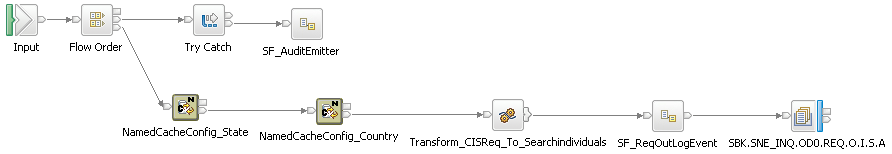 Input
Flow Order
Try Catch
SF_AuditEmitter
N
NamedCacheConfig_State
N
NamedCacheConfig_Country
Transform_CISReq_To_Searchindividuals
SF_ReqOutLogEvent
SBK.SNE_INQ.OD0.REQ.O.I.S.A